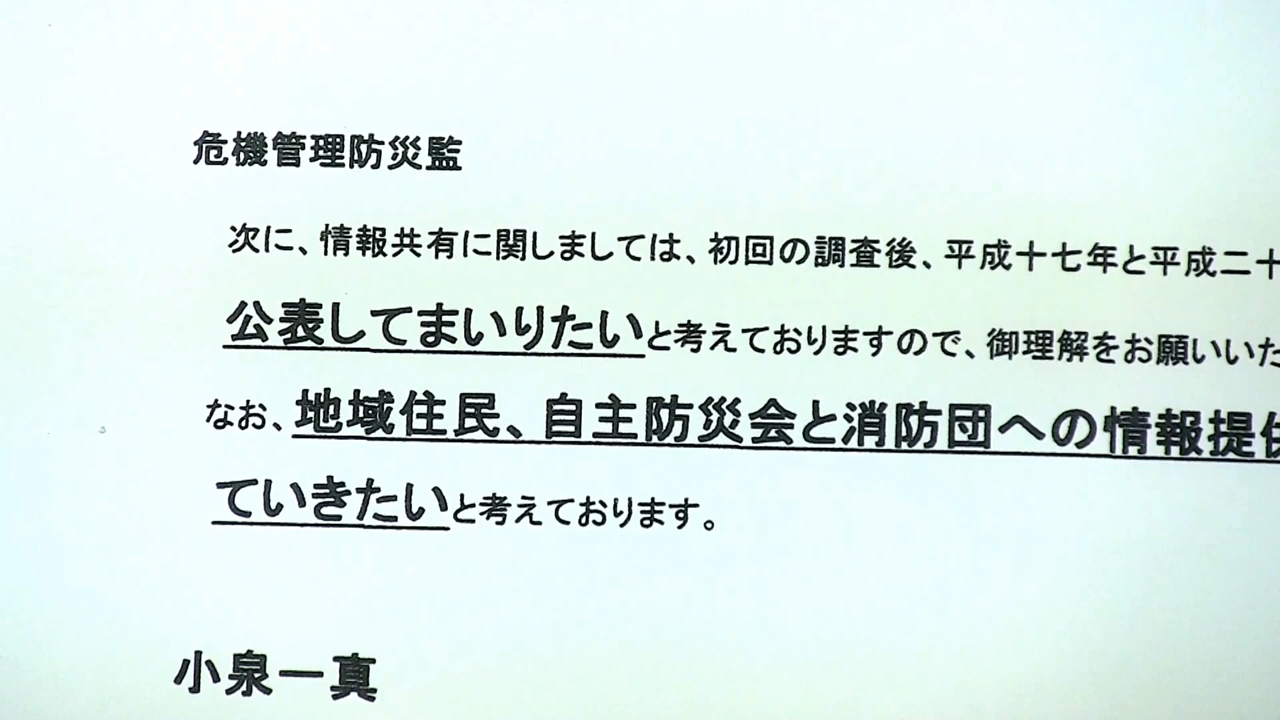 危機管理防災監
次に、情報共有に関しましては、初回の調査後、平成十七年と平成二十
公表してまいりたいと考えておりますので、御理解をお願いいた
なお、地域住民、自主防災会と消防団への情報提供
ていきたいと考えております。
小泉一真